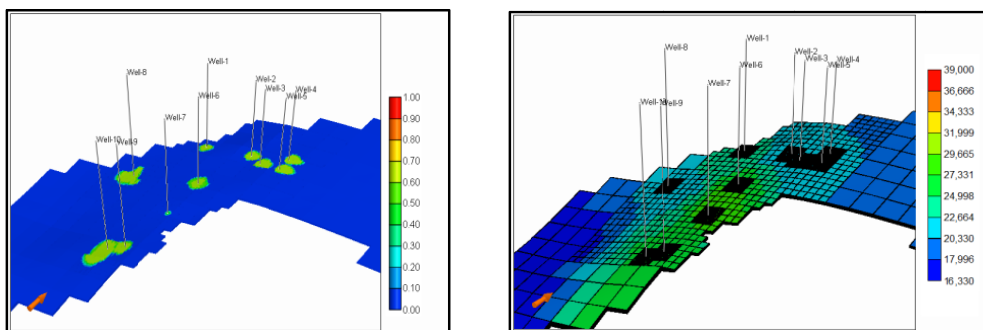 Well-1
Well-8
Well-2
Well-3
Well-4
Well-5
Well-6
Well-7
Well-10
Well-9
1.00
0.90
0.80
0.70
0.60
0.50
0.40
0.30
0.20
0.10
0.00
Well-1
Well-8
Well-2
Well-3
Well-4
Well-5
Well-6
Well-7
Well-10
Well-9
39,000
36,666
34,333
31,999
29,665
27,331
24,998
22,664
20,330
17,996
16,330